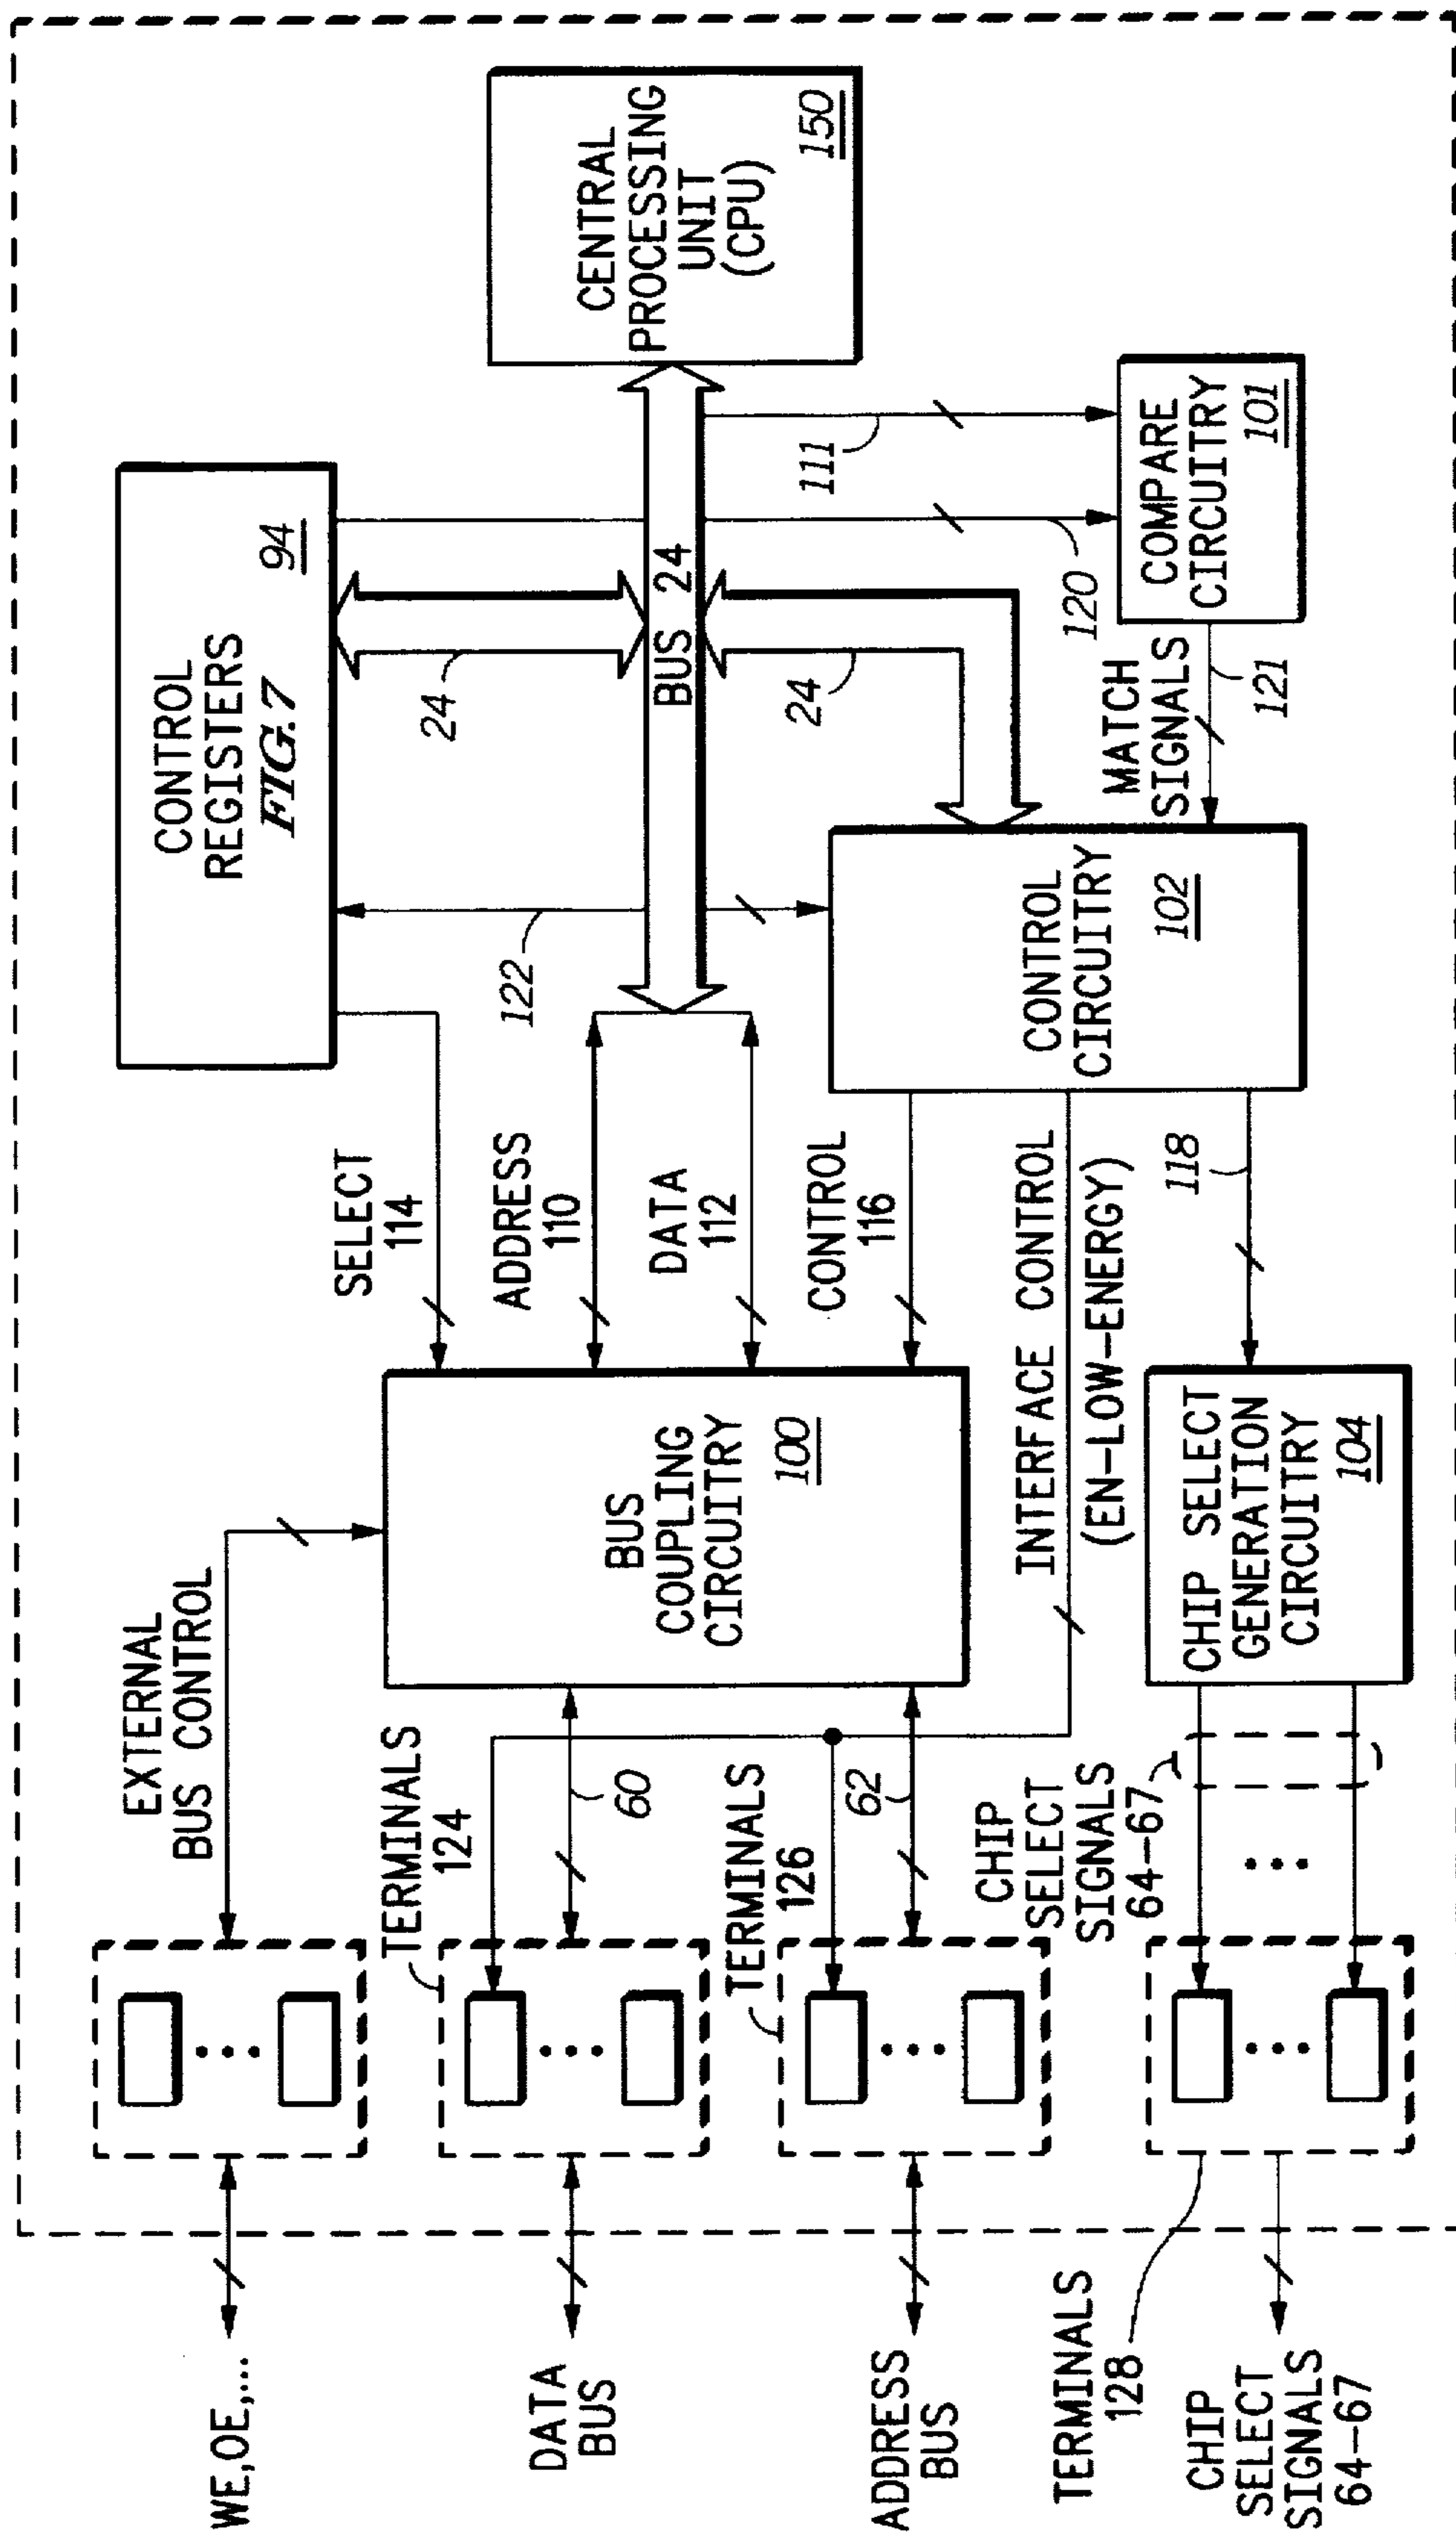 CONTROL
REGISTERS
FIG.7
94
CENTRAL
PROCESSING
UNIT
(CPU)
150
24
BUS 24
24
122
111
120
COMPARE
CIRCUITRY
101
MATCH
SIGNALS
121
CONTROL
CIRCUITRY
102
SELECT
114
ADDRESS
110
DATA
112
CONTROL
116
INTERFACE CONTROL
(EN-LOW-ENERGY)
118
EXTERNAL
BUS CONTROL
BUS
COUPLING
CIRCUITRY
100
CHIP SELECT
GENERATION
CIRCUITRY
104
TERMINALS
124
60
TERMINALS
126
62
CHIP
SELECT
SIGNALS
64-67
WE,OE,...
DATA
BUS
ADDRESS
BUS
TERMINALS
128
CHIP
SELECT
SIGNALS
64-67